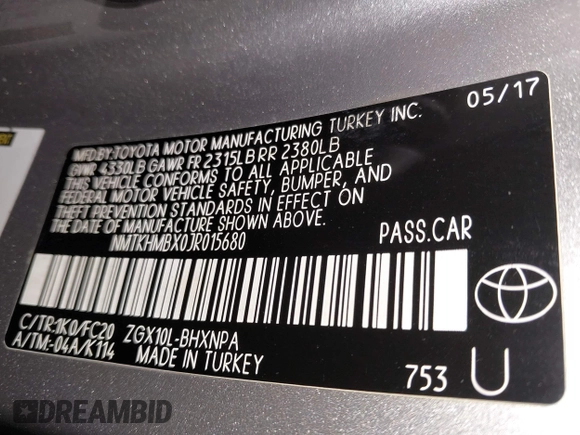 05/17
MFD.BY:TOYOTA MOTOR MANUFACTURING TURKEY INC.
GVWR 4330LB GAWR FR 2315LB RR 2380LB
THIS VEHICLE CONFORMS TO ALL APPLICABLE
FEDERAL MOTOR VEHICLE SAFETY, BUMPER, AND
THEFT PREVENTION STANDARDS IN EFFECT ON
THE DATE OF MANUFACTURE SHOWN ABOVE.
NMTKHMBX0JR015680 PASS.CAR
C/TR:1K0/FC20 ZGX10L-BHXNPA
A/TM:-04A/K114 MADE IN TURKEY
753 U
DREAMBID